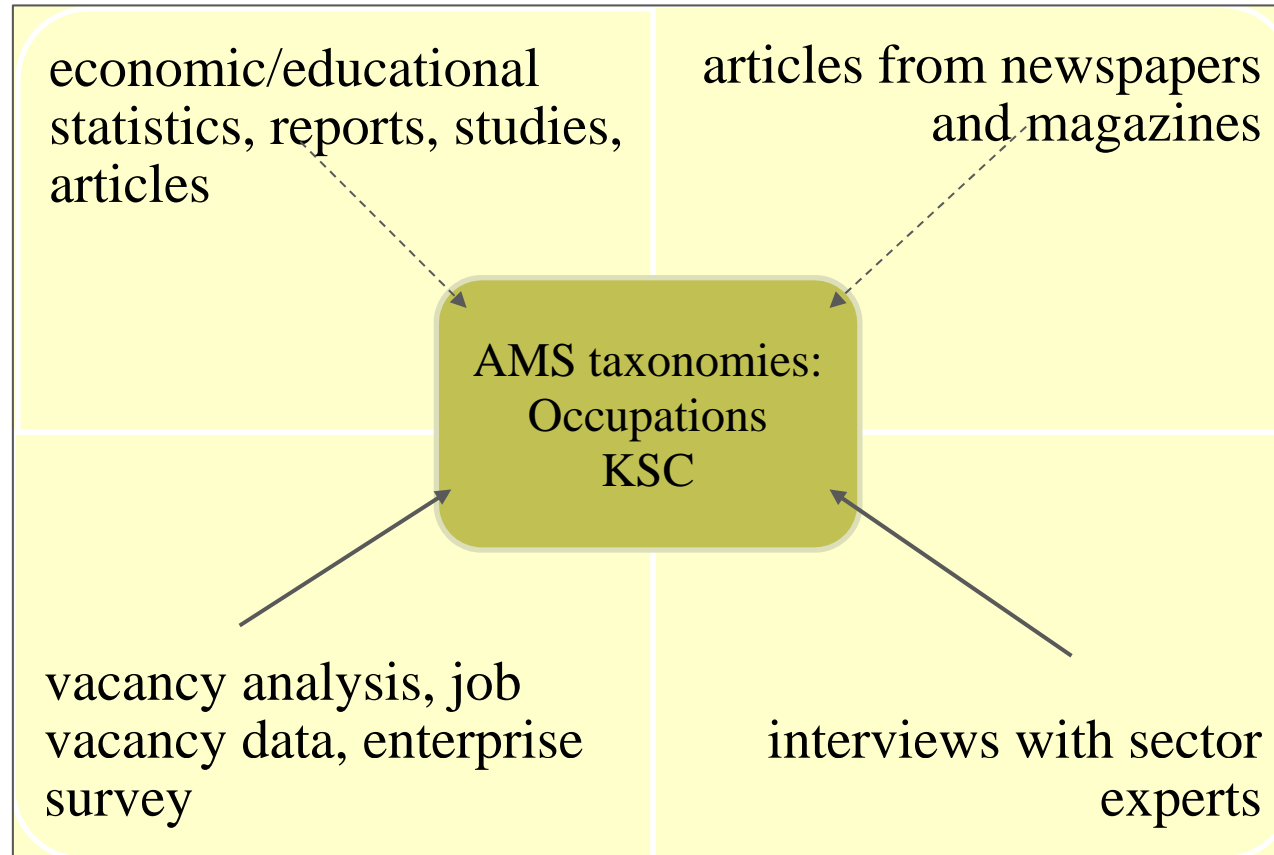 economic/educational
statistics, reports, studies,
articles
articles from newspapers
and magazines
AMS taxonomies:
Occupations
KSC
vacancy analysis, job
vacancy data, enterprise
survey
interviews with sector
experts